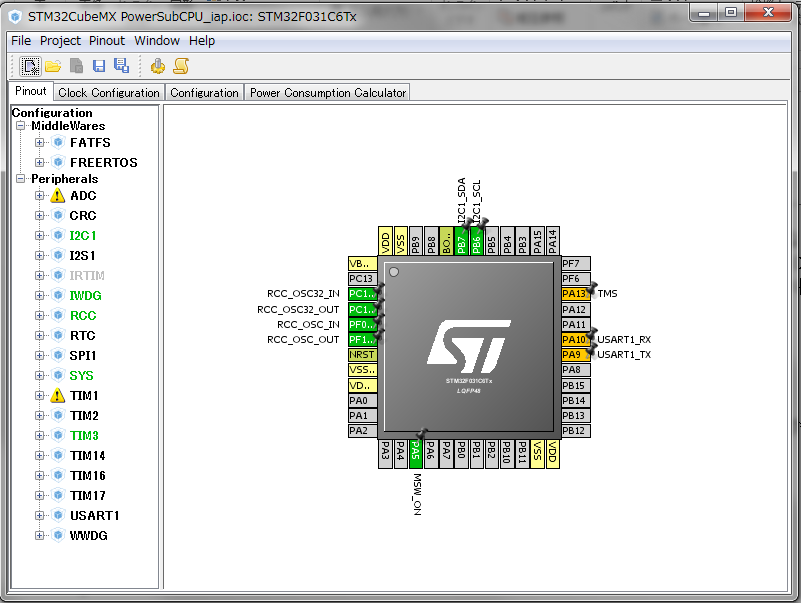 STM32CubeMX PowerSubCPU_iap.ioc: STM32F031C6Tx
File Project Pinout Window Help
Pinout Clock Configuration Configuration Power Consumption Calculator
Configuration
MiddleWares
FATFS
FREERTOS
Peripherals
ADC
CRC
I2C1
I2S1
IRTIM
IWDG
RCC
RTC
SPI1
SYS
TIM1
TIM2
TIM3
TIM14
TIM16
TIM17
USART1
WWDG
I2C1_SDA
I2C1_SCL
VDD
VSS
PB9
PB8
BO..
PB7
PB6
PB5
PB4
PB3
PA15
PA14
VB..
PC13
RCC_OSC32_IN PC1..
RCC_OSC32_OUT PC1..
RCC_OSC_IN PF0..
RCC_OSC_OUT PF1..
NRST
VSS..
VD..
PA0
PA1
PA2
PF7
PF6
PA13 TMS
PA12
PA11
PA10 USART1_RX
PA9 USART1_TX
PA8
PB15
PB14
PB13
PB12
ST
STM32F031C6Tx
LQFP48
PA3
PA4
PA5
PA6
PA7
PB0
PB1
PB2
PB10
PB11
VSS
VDD
MSW_ON